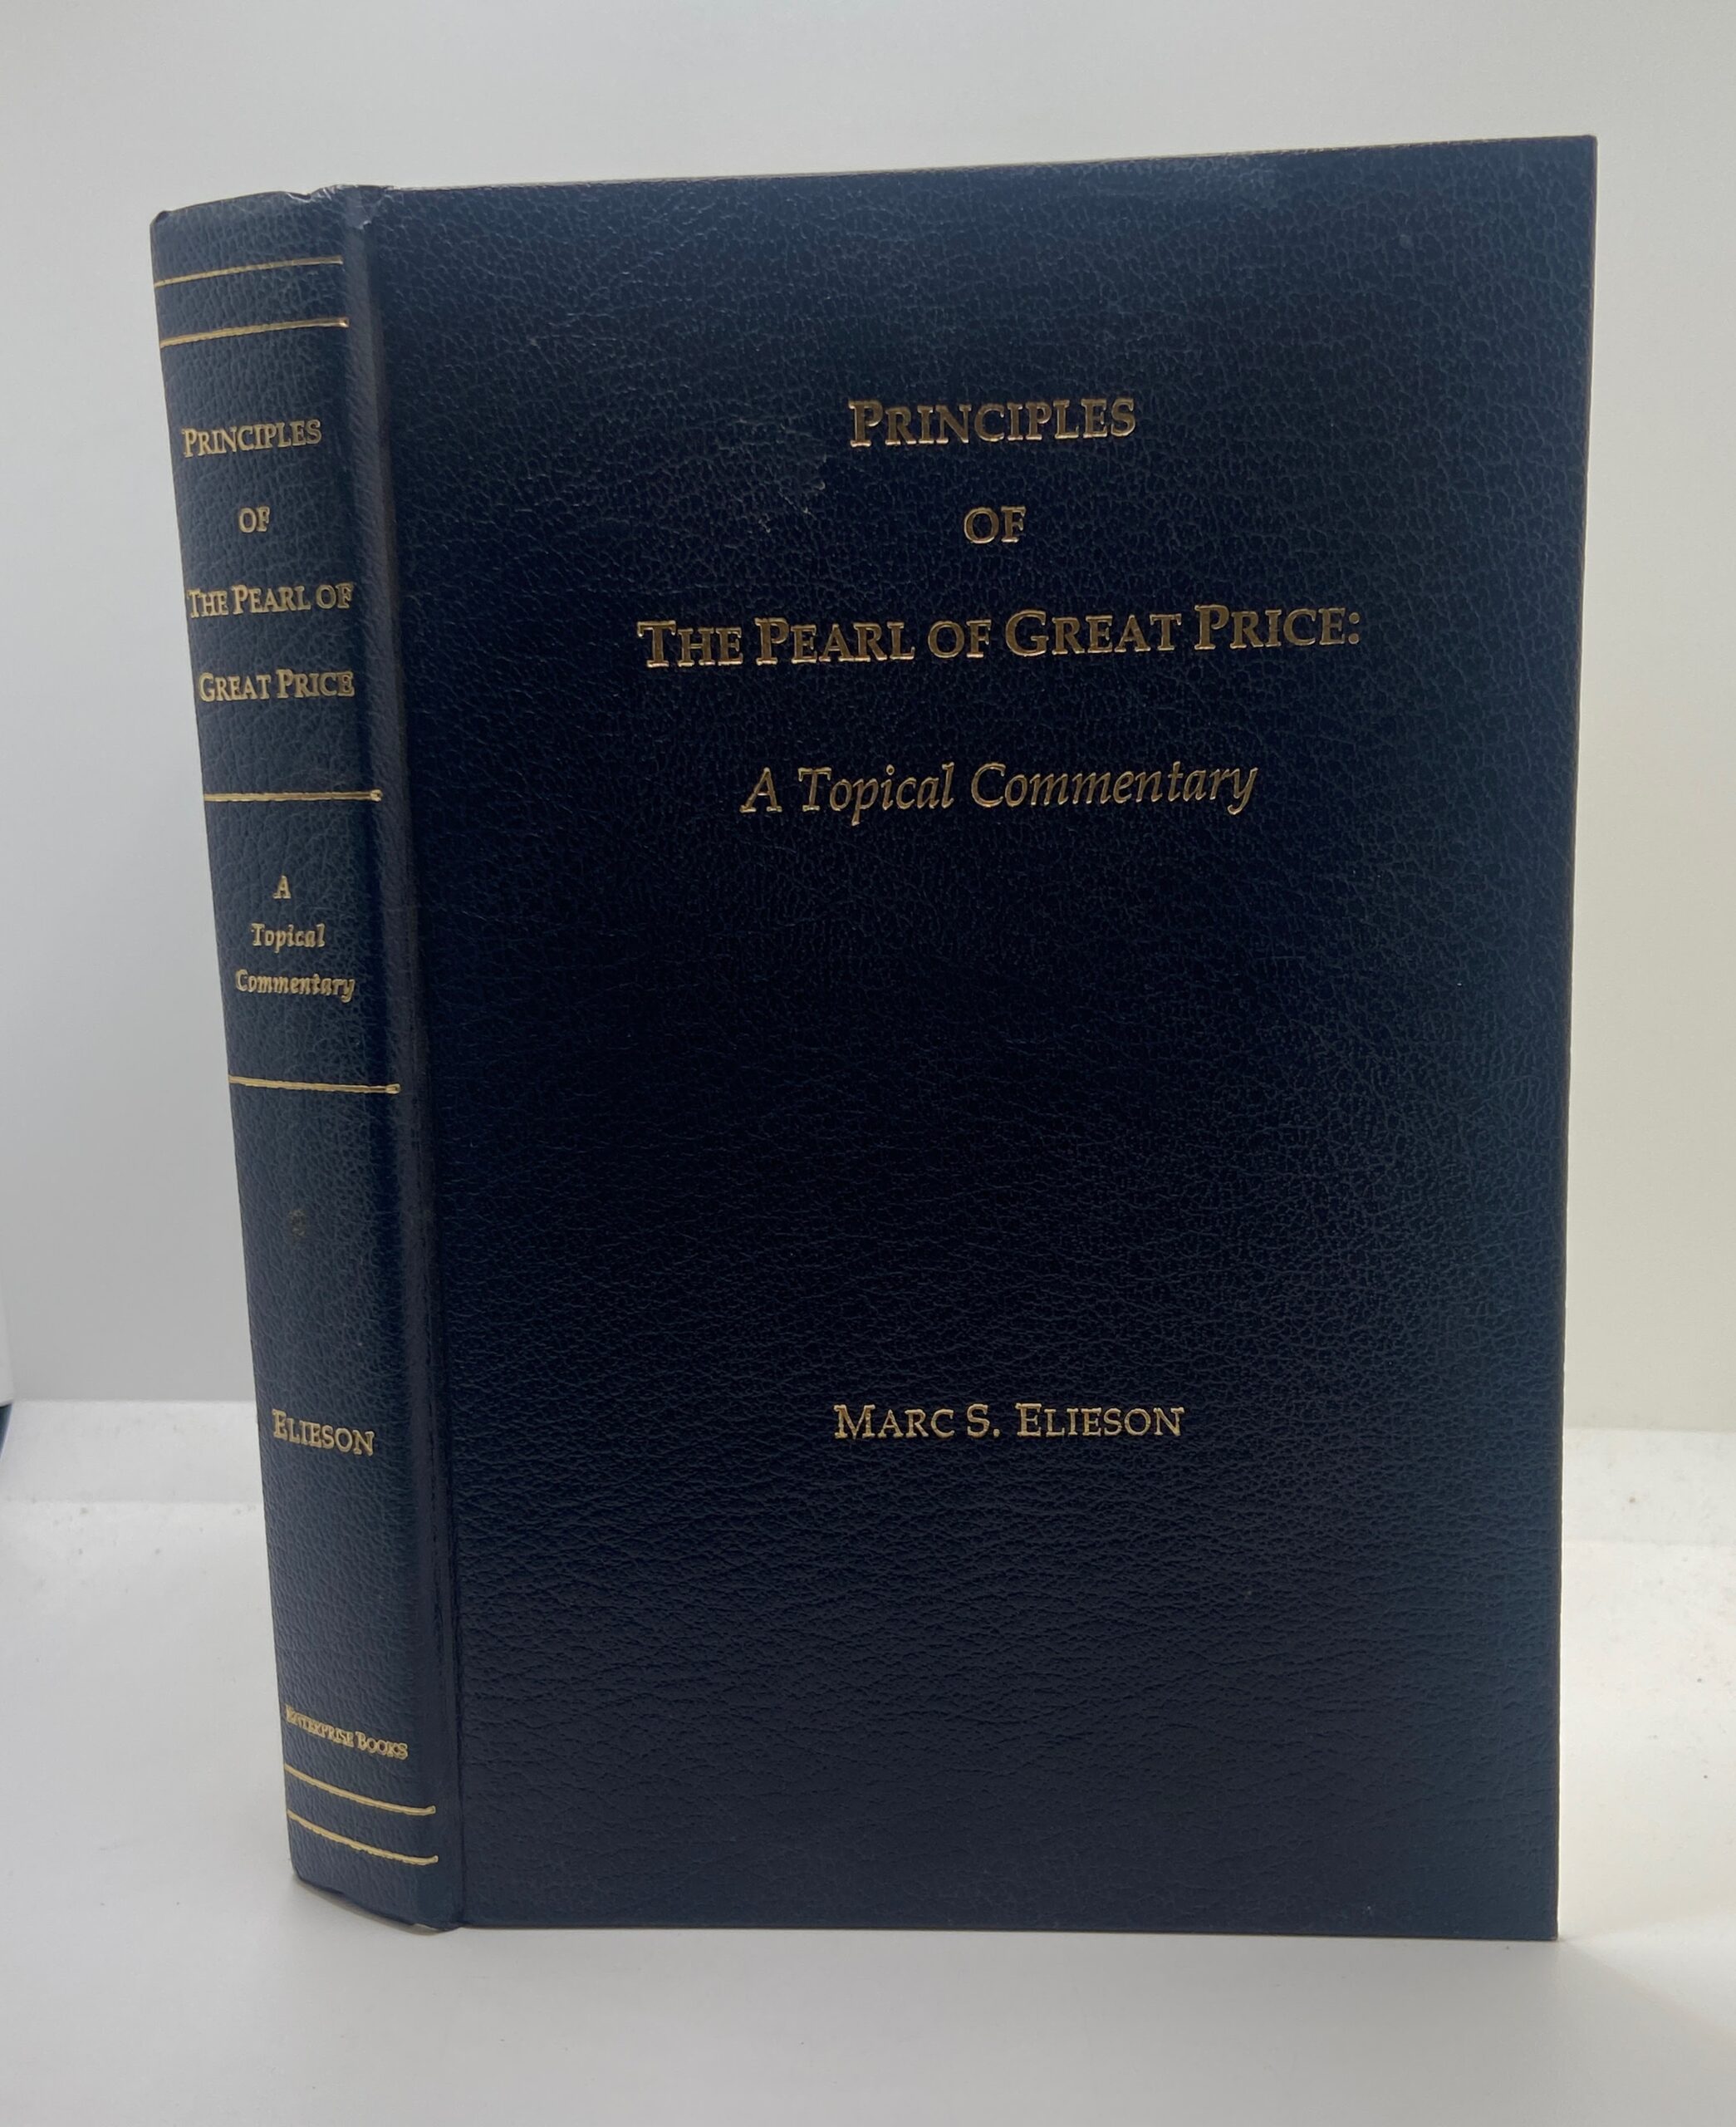 PRINCIPLES
OF
THE PEARL OF
GREAT PRICE
A
Topical
Commentary
ELIESON
ENTERPRISE BOOKS
PRINCIPLES
OF
THE PEARL OF GREAT PRICE:
A Topical Commentary
MARC S. ELIESON